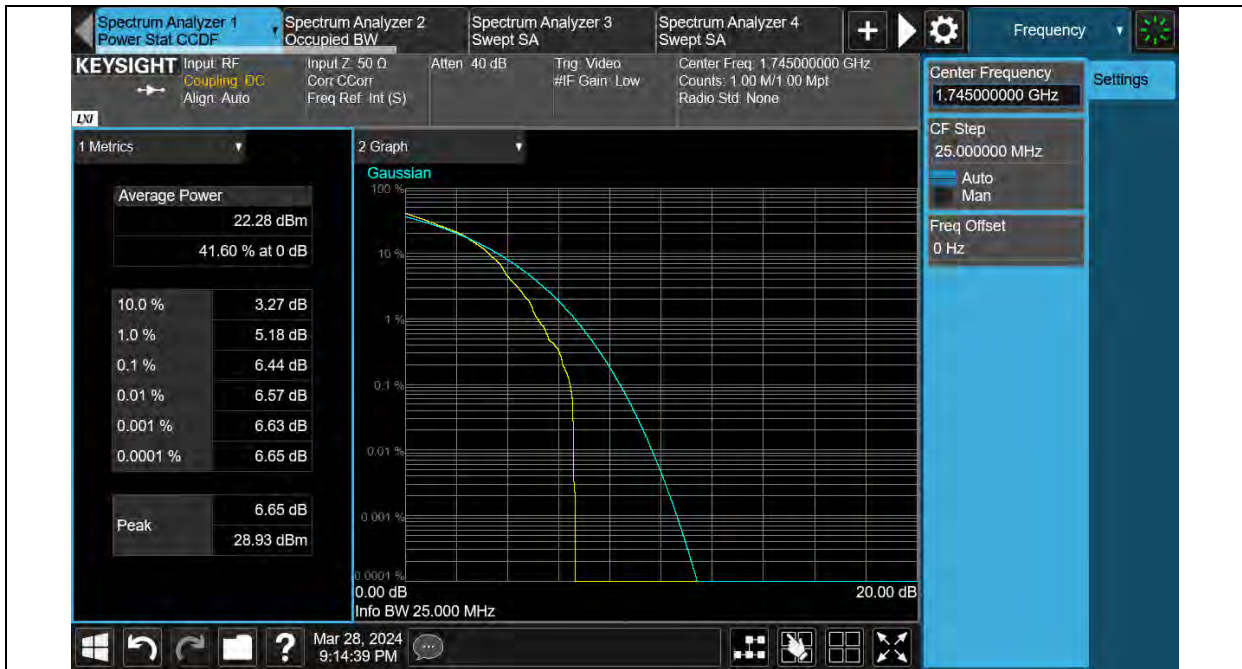 Spectrum Analyzer 1
Power Stat CCDF
Spectrum Analyzer 2
Occupied BW
Spectrum Analyzer 3
Swept SA
Spectrum Analyzer 4
Swept SA
+
Frequency
KEYSIGHT
LXI
Input: RF
Coupling: DC
Align: Auto
Input Z: 50 Ω
Corr CCorr
Freq Ref: Int (S)
Atten: 40 dB
Trig: Video
#IF Gain: Low
Center Freq: 1.745000000 GHz
Counts: 1.00 M/1.00 Mpt
Radio Std: None
Center Frequency
1.745000000 GHz
Settings
CF Step
25.000000 MHz
Auto
Man
Freq Offset
0 Hz
1 Metrics
Average Power
22.28 dBm
41.60 % at 0 dB
10.0 % 3.27 dB
1.0 % 5.18 dB
0.1 % 6.44 dB
0.01 % 6.57 dB
0.001 % 6.63 dB
0.0001 % 6.65 dB
Peak
6.65 dB
28.93 dBm
2 Graph
Gaussian
100 %
10 %
1 %
0.1 %
0.01 %
0.001 %
0.0001 %
0.00 dB
20.00 dB
Info BW 25.000 MHz
?
Mar 28, 2024
9:14:39 PM